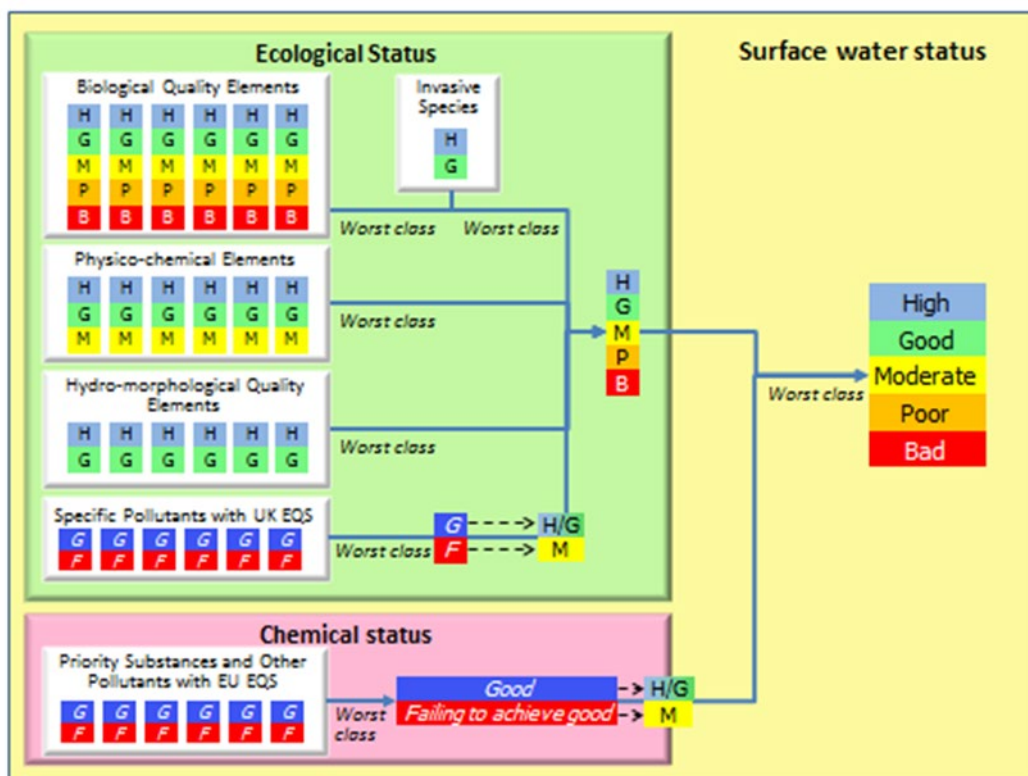 Ecological Status
Surface water status
Biological Quality Elements
H H H H H H
G G G G G G
M M M M M M
P P P P P P
B B B B B B
Invasive
Species
H
G
Worst class
Worst class
Physico-chemical Elements
H H H H H H
G G G G G G
M M M M M M
Worst class
Hydro-morphological Quality
Elements
H H H H H H
G G G G G G
Worst class
Specific Pollutants with UK EQS
G G G G G G
F F F F F F
Worst class
G
F
H/G
M
H
G
M
P
B
Worst class
High
Good
Moderate
Poor
Bad
Chemical status
Priority Substances and Other
Pollutants with EU EQS
G G G G G G
F F F F F F
Worst
class
Good
Failing to achieve good
H/G
M